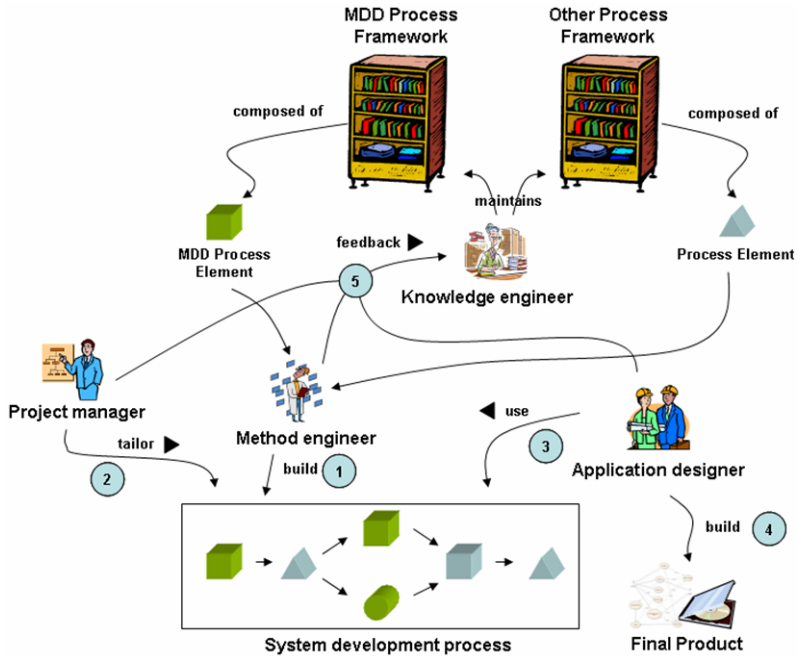 MDD Process
Framework
Other Process
Framework
composed of
composed of
maintains
MDD Process
Element
feedback
Process Element
5
Knowledge engineer
Project manager
Method engineer
use
tailor
3
Application designer
2
build
1
build
4
System development process
Final Product